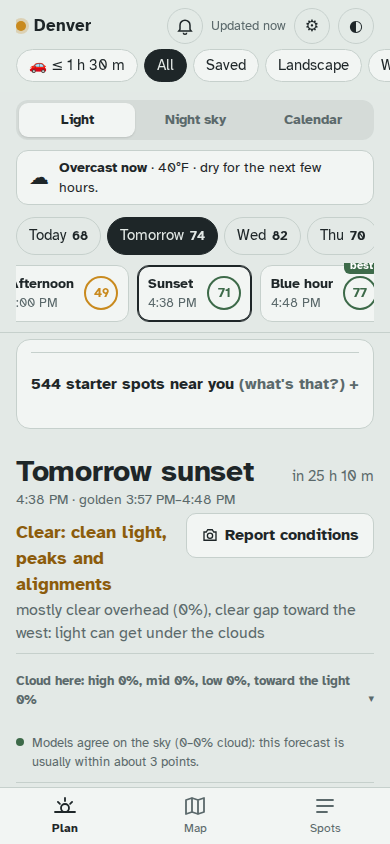 Denver
Updated now
🚗 ≤ 1 h 30 m
All
Saved
Landscape
W
Light
Night sky
Calendar
Overcast now · 40°F · dry for the next few
hours.
Today 68
Tomorrow 74
Wed 82
Thu 70
Afternoon
:00 PM
49
Sunset
4:38 PM
71
best
Blue hour
4:48 PM
77
544 starter spots near you (what's that?) +
Tomorrow sunset
in 25 h 10 m
4:38 PM · golden 3:57 PM–4:48 PM
Clear: clean light,
peaks and
alignments
Report conditions
mostly clear overhead (0%), clear gap toward the
west: light can get under the clouds
Cloud here: high 0%, mid 0%, low 0%, toward the light
0%
▾
Models agree on the sky (0–0% cloud): this forecast is
usually within about 3 points.
Plan
Map
Spots